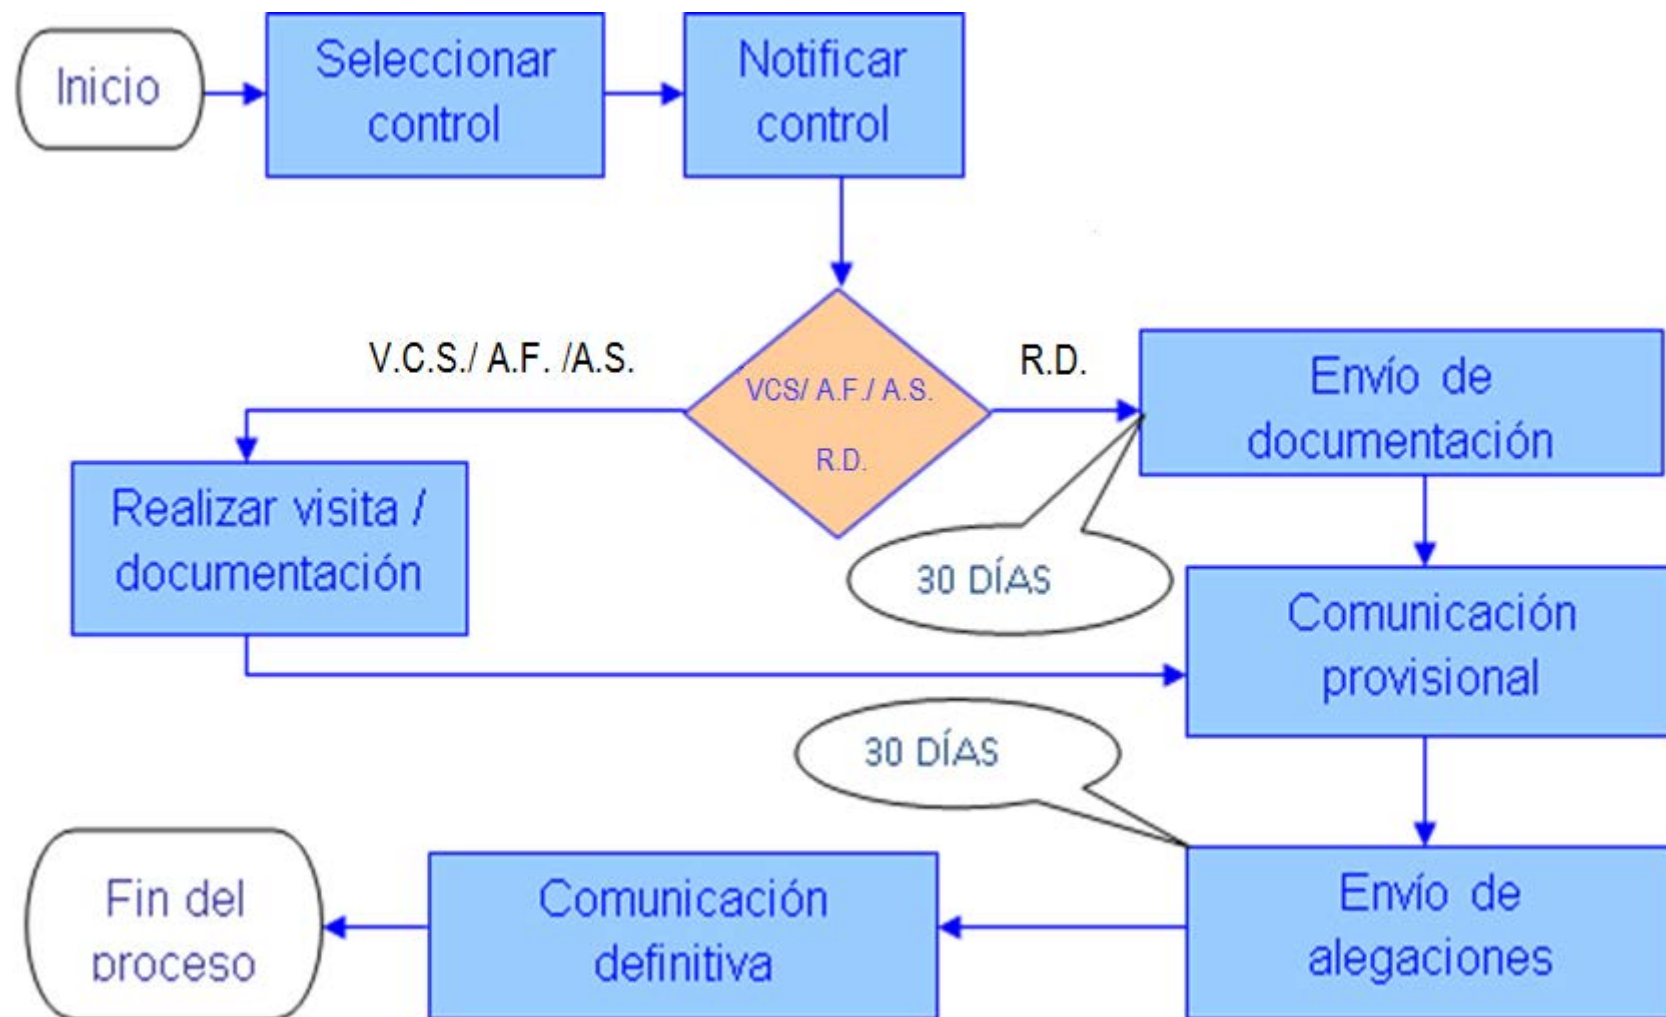 Inicio
Seleccionar
control
Notificar
control
V.C.S./ A.F. /A.S.
VCS/ A.F./ A.S.
R.D.
R.D.
Envío de
documentación
Realizar visita /
documentación
30 DÍAS
Comunicación
provisional
30 DÍAS
Envío de
alegaciones
Comunicación
definitiva
Fin del
proceso